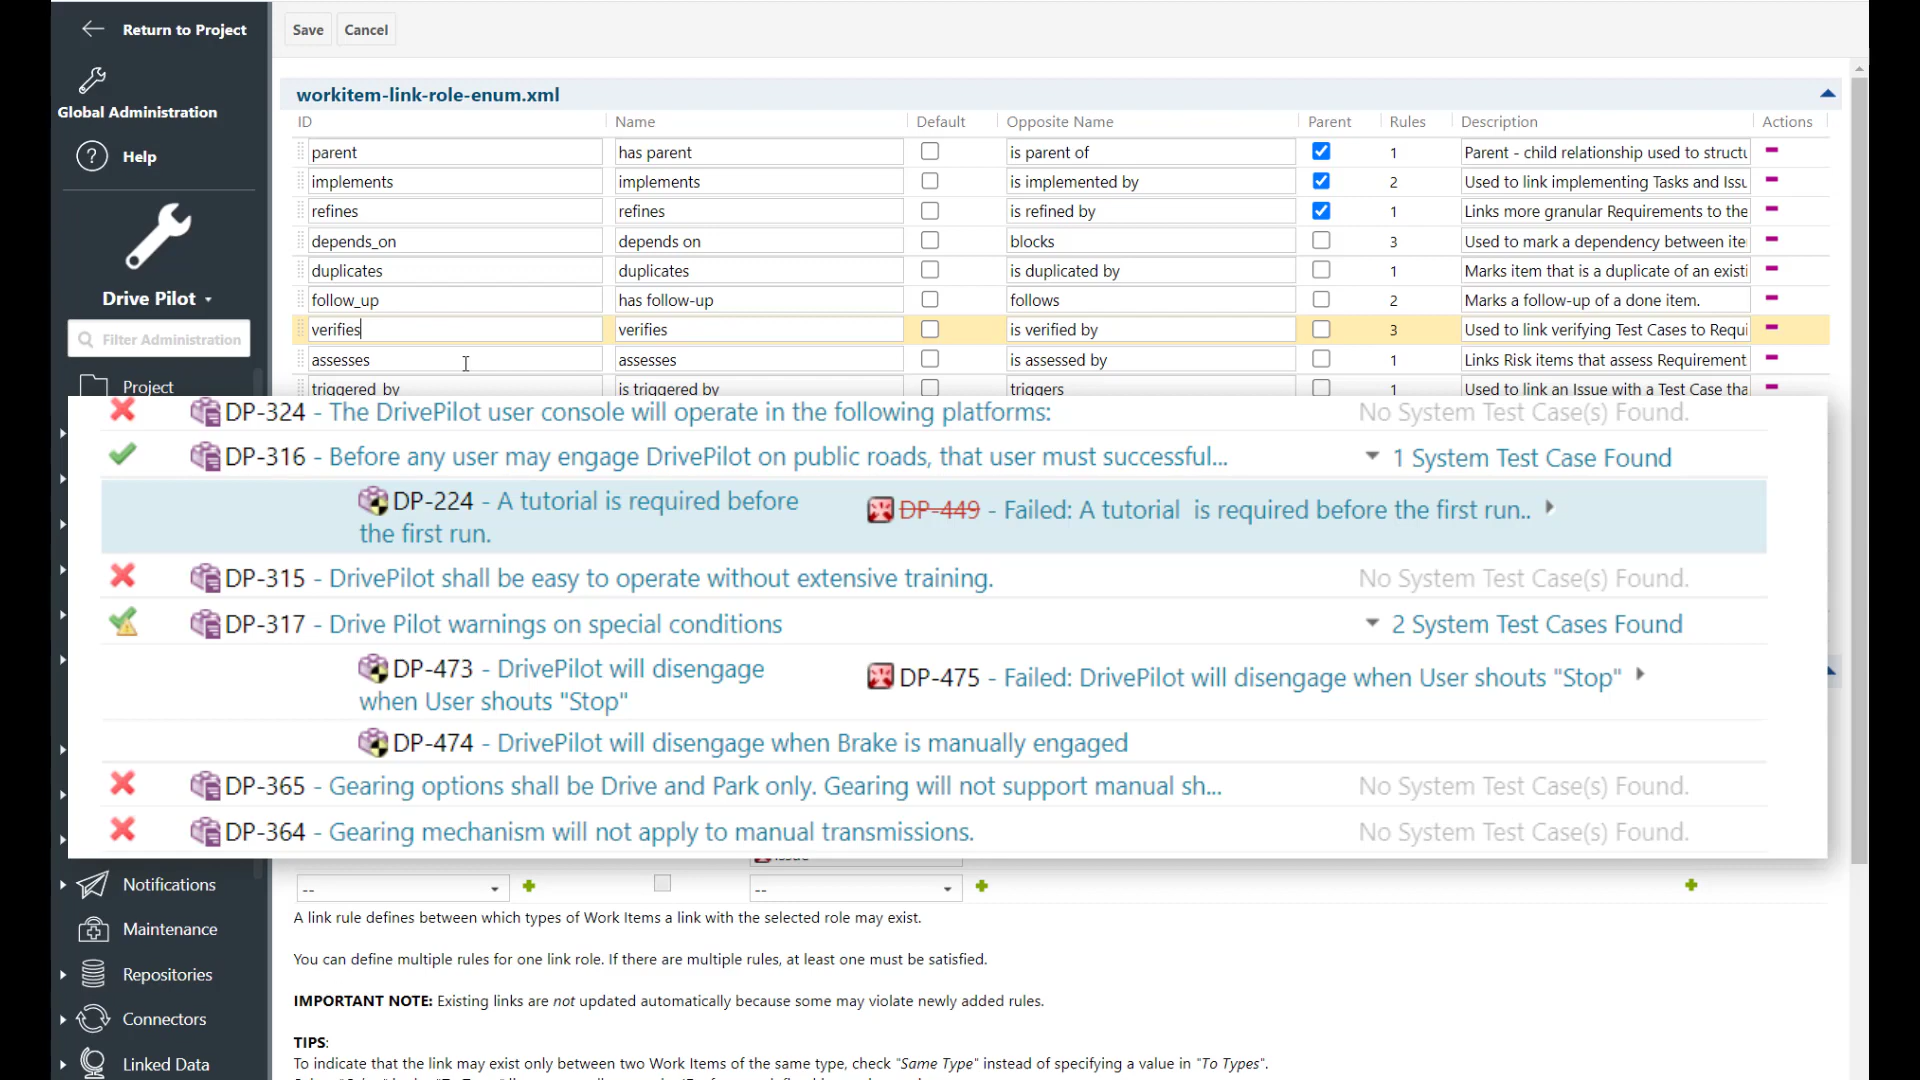 Return to Project
Save
Cancel
Global Administration
Help
Drive Pilot
Filter Administration
Project
workitem-link-role-enum.xml
ID Name Default Opposite Name Parent Rules Description Actions
parent has parent is parent of 1 Parent - child relationship used to structu
implements implements is implemented by 2 Used to link implementing Tasks and Issu
refines refines is refined by 1 Links more granular Requirements to the
depends_on depends on blocks 3 Used to mark a dependency between ite
duplicates duplicates is duplicated by 1 Marks item that is a duplicate of an existi
follow_up has follow-up follows 2 Marks a follow-up of a done item.
verifies verifies is verified by 3 Used to link verifying Test Cases to Requi
assesses assesses is assessed by 1 Links Risk items that assess Requirement
triggered_by is triggered by triggers 1 Used to link an Issue with a Test Case tha
DP-324 - The DrivePilot user console will operate in the following platforms: No System Test Case(s) Found.
DP-316 - Before any user may engage DrivePilot on public roads, that user must successful... 1 System Test Case Found
DP-224 - A tutorial is required before
the first run.
DP-449 - Failed: A tutorial is required before the first run..
DP-315 - DrivePilot shall be easy to operate without extensive training. No System Test Case(s) Found.
DP-317 - Drive Pilot warnings on special conditions 2 System Test Cases Found
DP-473 - DrivePilot will disengage
when User shouts "Stop"
DP-475 - Failed: DrivePilot will disengage when User shouts "Stop"
DP-474 - DrivePilot will disengage when Brake is manually engaged
DP-365 - Gearing options shall be Drive and Park only. Gearing will not support manual sh... No System Test Case(s) Found.
DP-364 - Gearing mechanism will not apply to manual transmissions. No System Test Case(s) Found.
Notifications
Maintenance
Repositories
Connectors
Linked Data
-- --
A link rule defines between which types of Work Items a link with the selected role may exist.
You can define multiple rules for one link role. If there are multiple rules, at least one must be satisfied.
IMPORTANT NOTE: Existing links are not updated automatically because some may violate newly added rules.
TIPS:
To indicate that the link may exist only between two Work Items of the same type, check "Same Type" instead of specifying a value in "To Types".